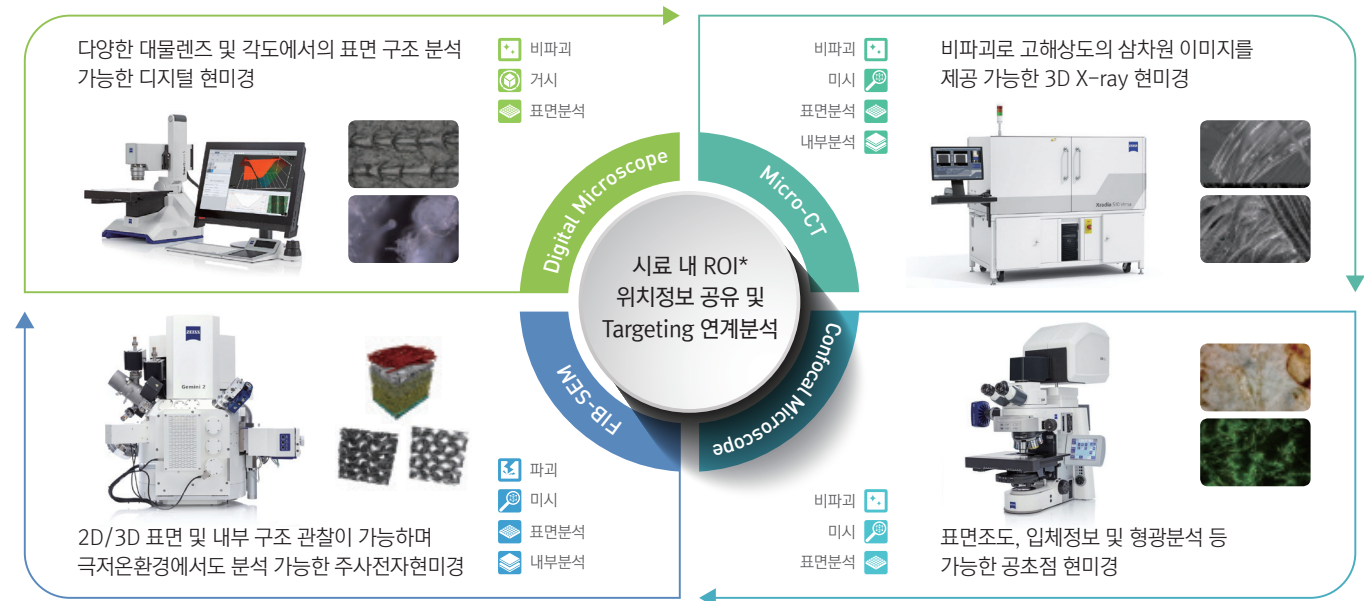 다양한 대물렌즈 및 각도에서의 표면 구조 분석
가능한 디지털 현미경
비파괴
거시
표면분석
Digital Microscope
비파괴
미시
표면분석
내부분석
비파괴로 고해상도의 삼차원 이미지를
제공 가능한 3D X-ray 현미경
ZEISS
Micro-CT
시료 내 ROI*
위치정보 공유 및
Targeting 연계분석
ZEISS
Gemini 2
FIB-SEM
파괴
미시
표면분석
내부분석
2D/3D 표면 및 내부 구조 관찰이 가능하며
극저온환경에서도 분석 가능한 주사전자현미경
Confocal Microscope
비파괴
미시
표면분석
표면조도, 입체정보 및 형광분석 등
가능한 공초점 현미경